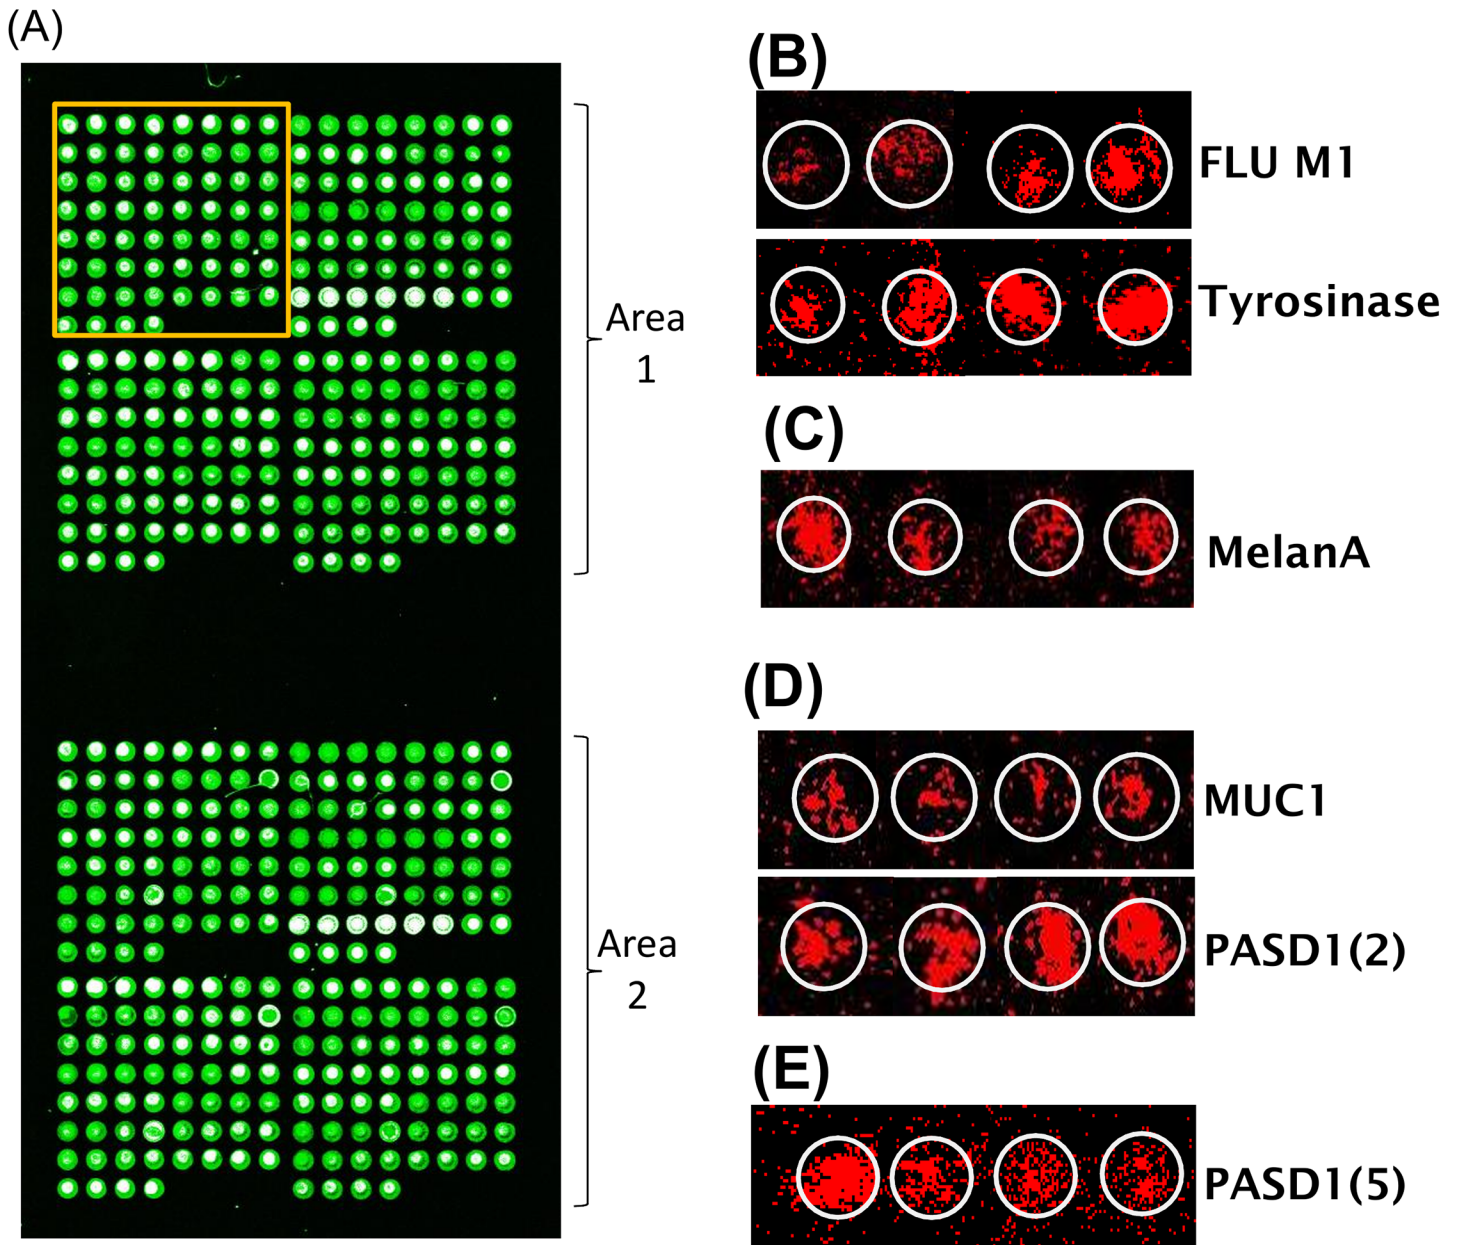 (A)
Area
1
Area
2
(B)
FLU M1
Tyrosinase
(C)
MelanA
(D)
MUC1
PASD1(2)
(E)
PASD1(5)